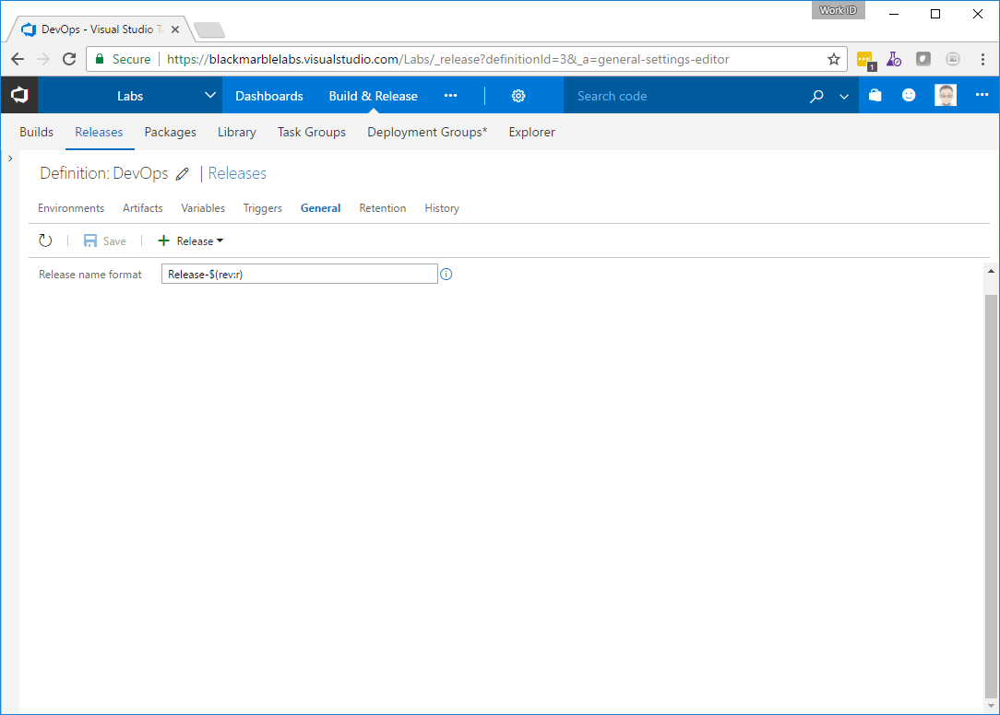 Work ID
DevOps - Visual Studio T
Secure https://blackmarblelabs.visualstudio.com/Labs/_release?definitionId=3&_a=general-settings-editor
1
Labs Dashboards Build & Release Search code
Builds Releases Packages Library Task Groups Deployment Groups* Explorer
Definition: DevOps | Releases
Environments Artifacts Variables Triggers General Retention History
Save Release
Release name format Release-$(rev:r)